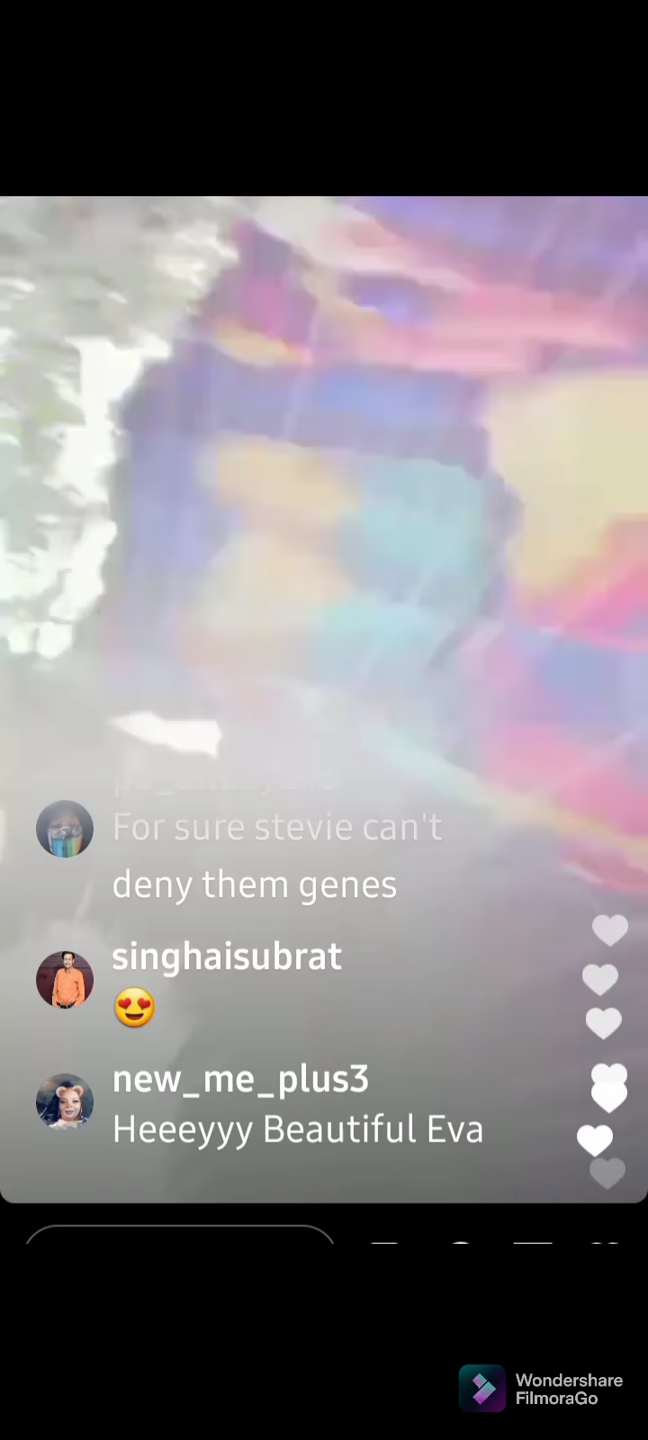 For sure stevie can't
deny them genes
singhaisubrat
😍
new_me_plus3
Heeeyyy Beautiful Eva
Wondershare
FilmoraGo